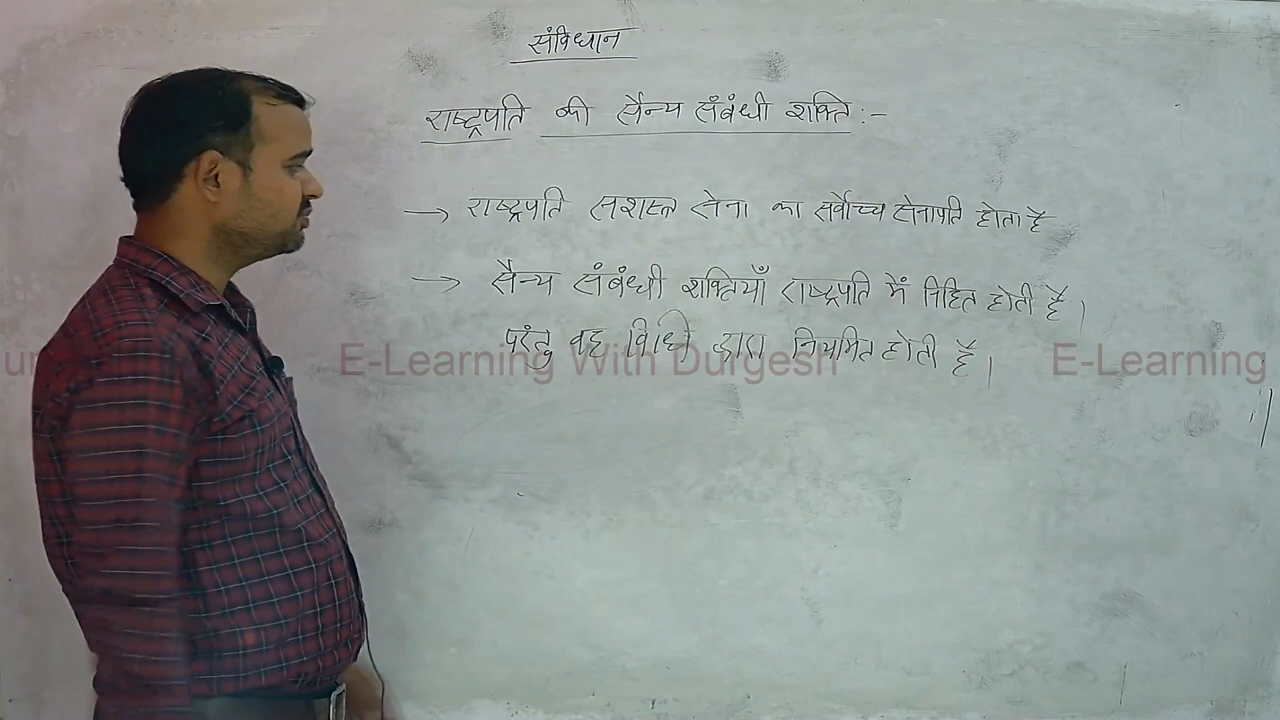 संविधान
राष्ट्रपति की सैन्य संबंधी शक्ति :-
→ राष्ट्रपति सशस्त्र सेना का सर्वोच्च सेनापति होता है
→ सैन्य संबंधी शक्तियाँ राष्ट्रपति में निहित होती है।
परंतु वह विधि द्वारा नियमित होती है।
E-Learning With Durgesh
E-Learning